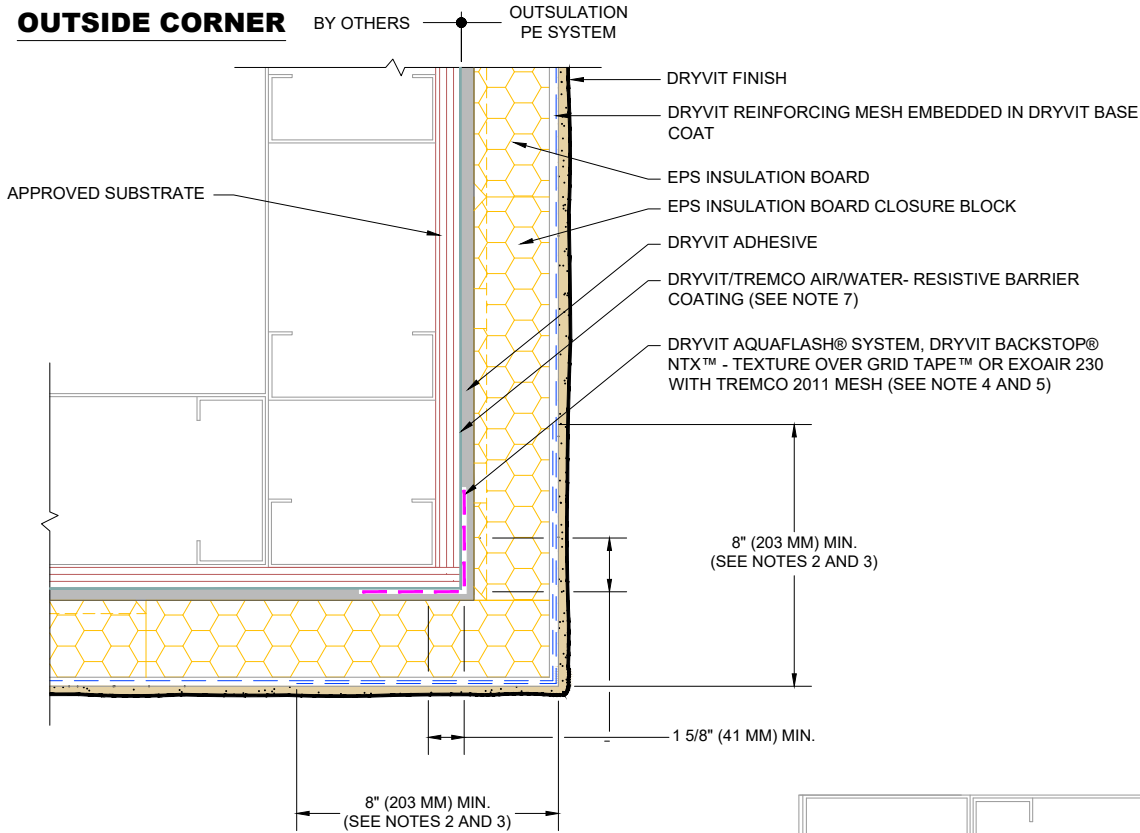 OUTSIDE CORNER
BY OTHERS
OUTSULATION
PE SYSTEM
DRYVIT FINISH
DRYVIT REINFORCING MESH EMBEDDED IN DRYVIT BASE
COAT
EPS INSULATION BOARD
APPROVED SUBSTRATE
EPS INSULATION BOARD CLOSURE BLOCK
DRYVIT ADHESIVE
DRYVIT/TREMCO AIR/WATER- RESISTIVE BARRIER
COATING (SEE NOTE 7)
DRYVIT AQUAFLASH® SYSTEM, DRYVIT BACKSTOP®
NTX™ - TEXTURE OVER GRID TAPE™ OR EXOAIR 230
WITH TREMCO 2011 MESH (SEE NOTE 4 AND 5)
8" (203 MM) MIN.
(SEE NOTES 2 AND 3)
1 5/8" (41 MM) MIN.
8" (203 MM) MIN.
(SEE NOTES 2 AND 3)